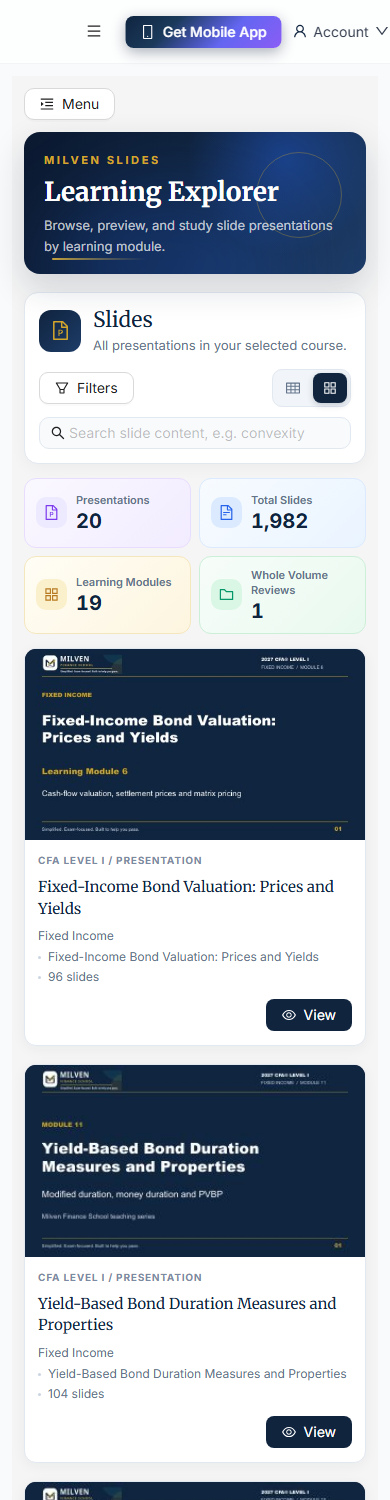 Get Mobile App
Account
Menu
MILVEN SLIDES
Learning Explorer
Browse, preview, and study slide presentations
by learning module.
Slides
All presentations in your selected course.
Filters
Search slide content, e.g. convexity
Presentations
20
Total Slides
1,982
Learning Modules
19
Whole Volume
Reviews
1
MILVEN
FINANCE SCHOOL
2027 CFA® LEVEL I
FIXED INCOME / MODULE 6
FIXED INCOME
Fixed-Income Bond Valuation:
Prices and Yields
Learning Module 6
Cash-flow valuation, settlement prices and matrix pricing
Simplified. Exam-focused. Built to help you pass.
01
CFA LEVEL I / PRESENTATION
Fixed-Income Bond Valuation: Prices and
Yields
Fixed Income
Fixed-Income Bond Valuation: Prices and Yields
96 slides
View
MILVEN
FINANCE SCHOOL
2027 CFA® LEVEL I
FIXED INCOME / MODULE 11
MODULE 11
Yield-Based Bond Duration
Measures and Properties
Modified duration, money duration and PVBP
Milven Finance School teaching series
Simplified. Exam-focused. Built to help you pass.
01
CFA LEVEL I / PRESENTATION
Yield-Based Bond Duration Measures and
Properties
Fixed Income
Yield-Based Bond Duration Measures and Properties
104 slides
View
MILVEN
2027 CFA® LEVEL I